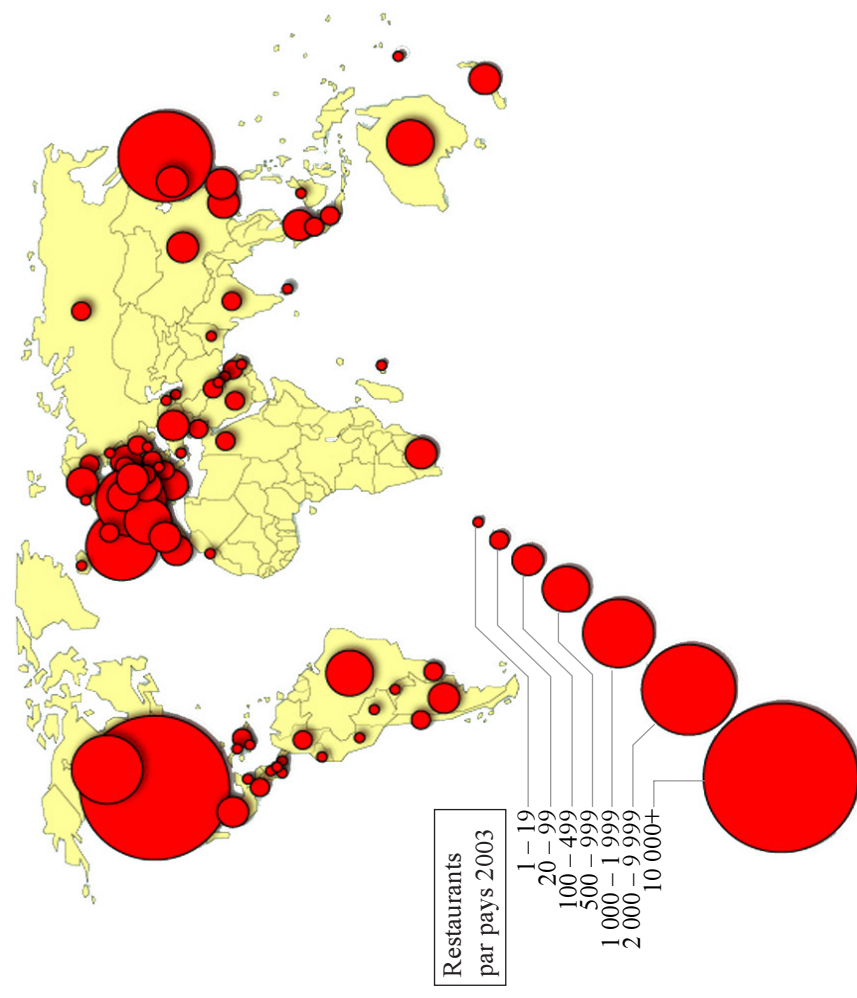 Restaurants
par pays 2003
1 – 19
20 – 99
100 – 499
500 – 999
1 000 – 1 999
2 000 – 9 999
10 000+